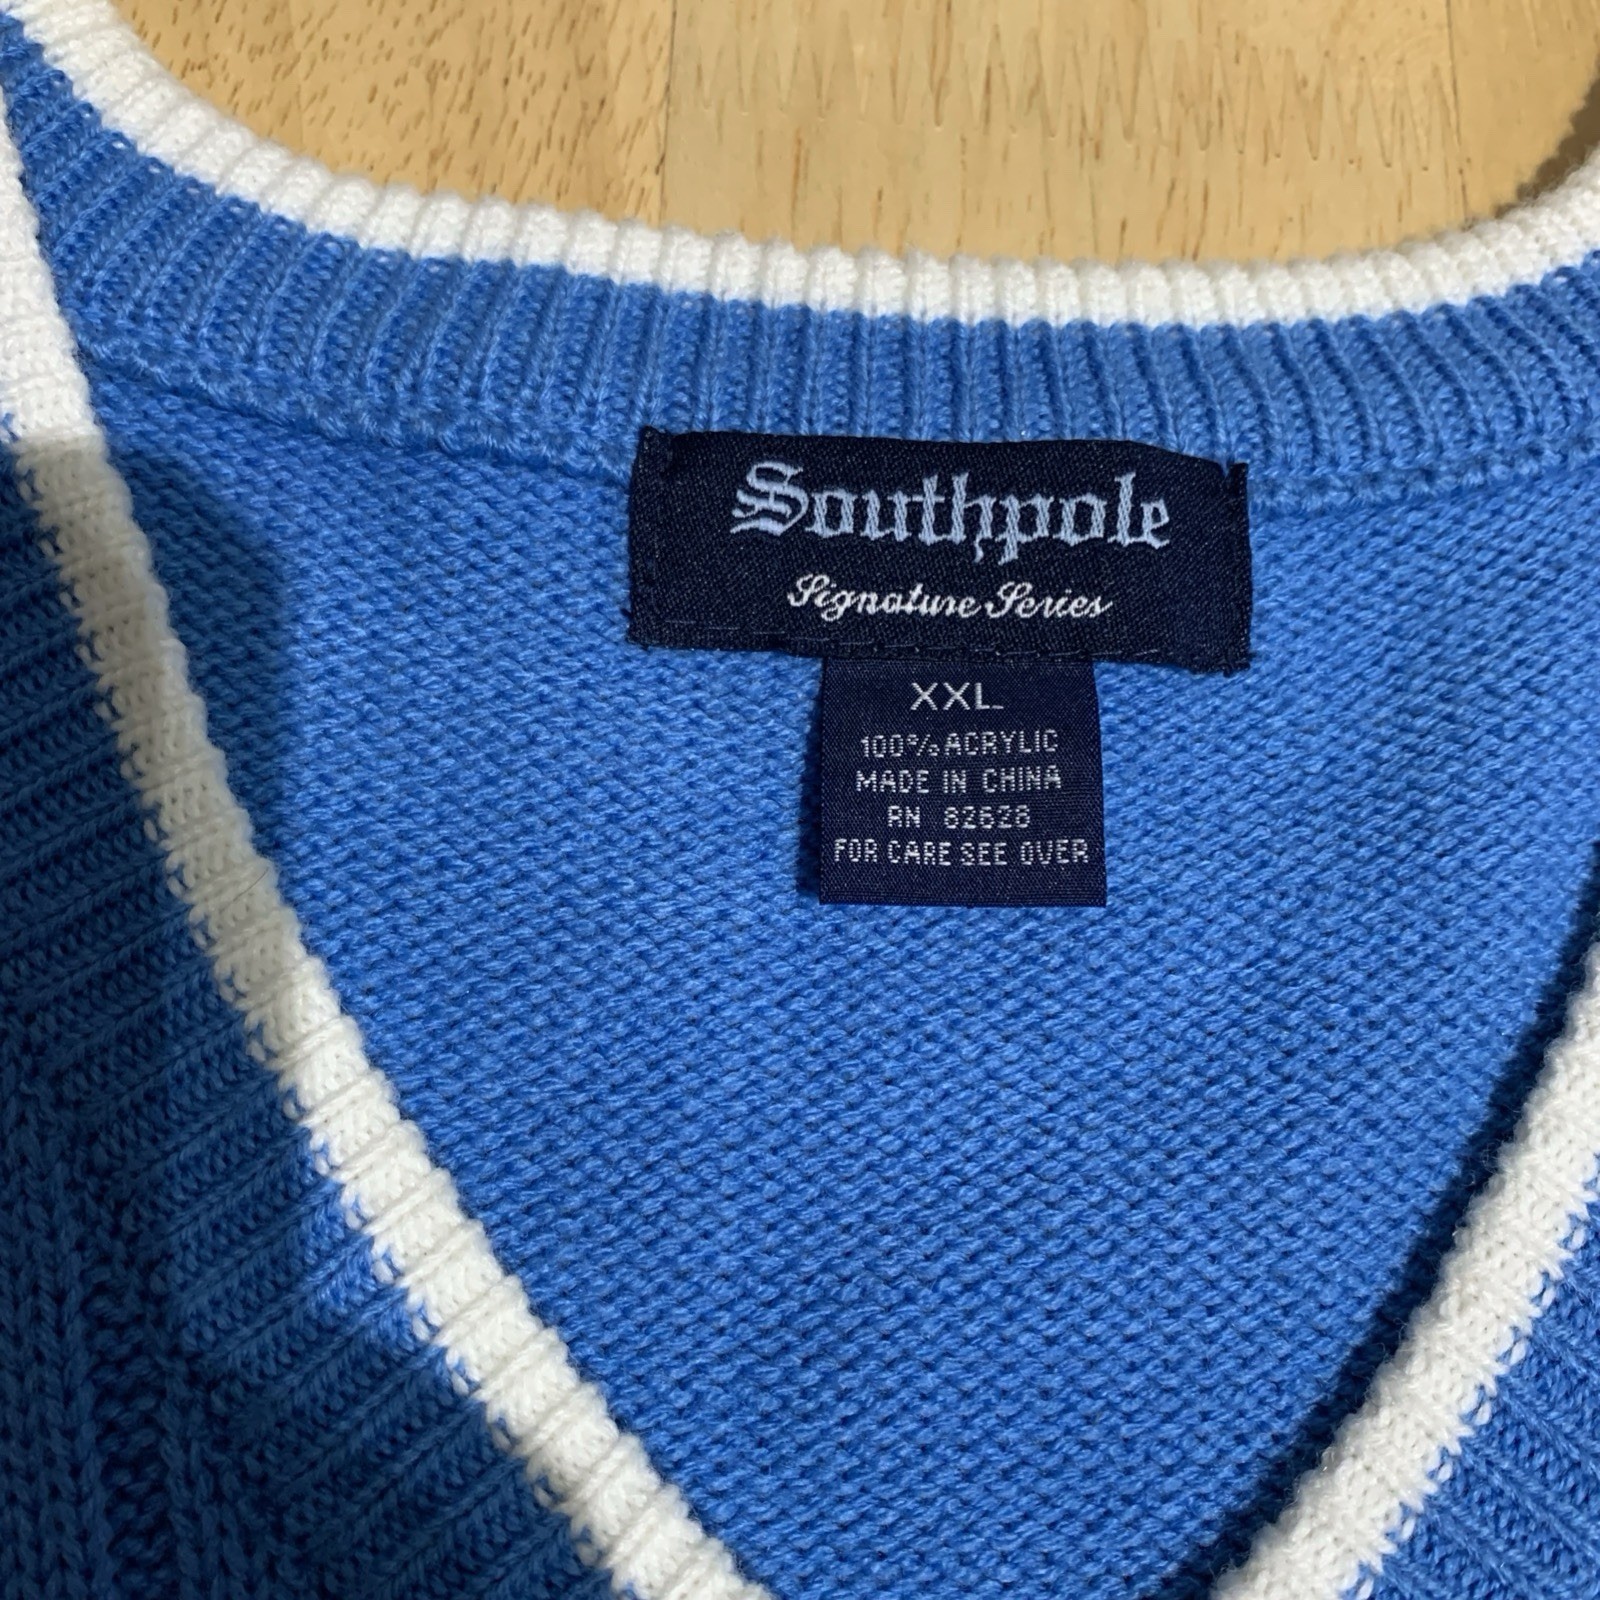 Southpole
Signature Series
XXL
100% ACRYLIC
MADE IN CHINA
RN 82628
FOR CARE SEE OVER